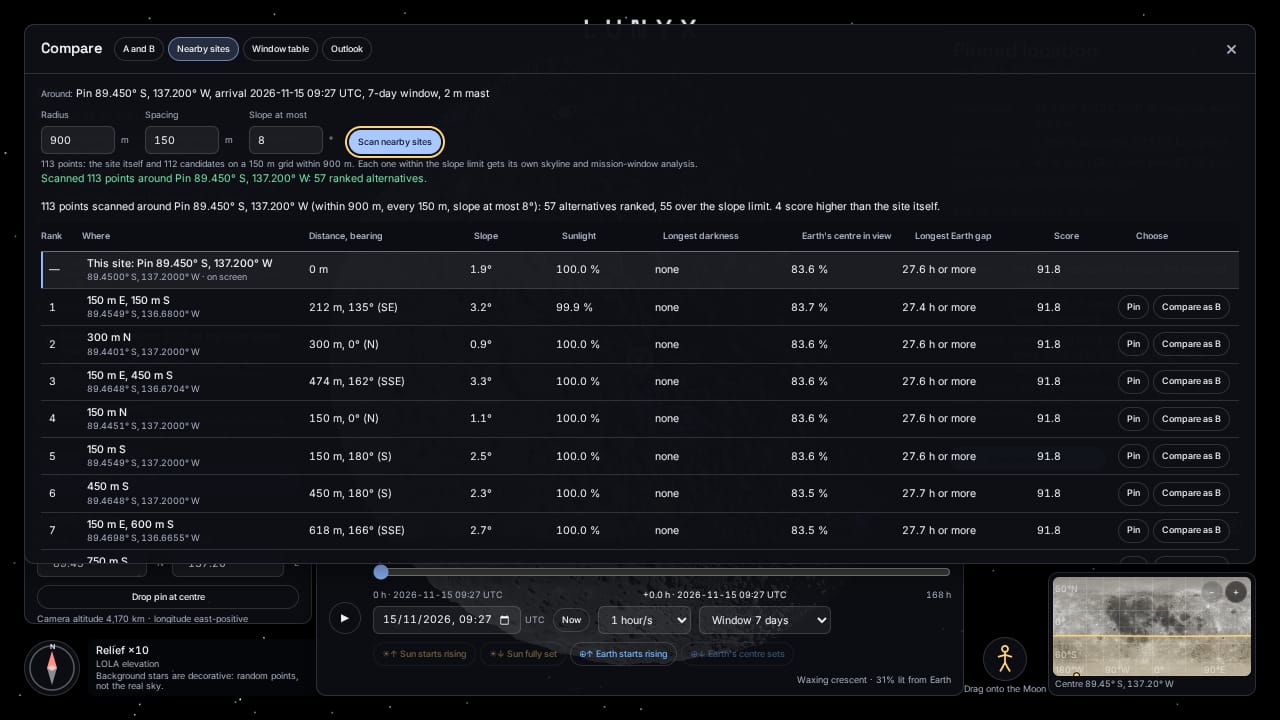 LUNYX
Compare
A and B
Nearby sites
Window table
Outlook
Pinned location
Around: Pin 89.450° S, 137.200° W, arrival 2026-11-15 09:27 UTC, 7-day window, 2 m mast
Radius Spacing Slope at most
900 m 150 m 8 ° Scan nearby sites
113 points: the site itself and 112 candidates on a 150 m grid within 900 m. Each one within the slope limit gets its own skyline and mission-window analysis.
Scanned 113 points around Pin 89.450° S, 137.200° W: 57 ranked alternatives.
113 points scanned around Pin 89.450° S, 137.200° W (within 900 m, every 150 m, slope at most 8°): 57 alternatives ranked, 55 over the slope limit. 4 score higher than the site itself.
Rank Where Distance, bearing Slope Sunlight Longest darkness Earth's centre in view Longest Earth gap Score Choose
— This site: Pin 89.450° S, 137.200° W 0 m 1.9° 100.0 % none 83.6 % 27.6 h or more 91.8
89.4500° S, 137.2000° W · on screen
1 150 m E, 150 m S 212 m, 135° (SE) 3.2° 99.9 % none 83.7 % 27.4 h or more 91.8 Pin Compare as B
89.4549° S, 136.6800° W
2 300 m N 300 m, 0° (N) 0.9° 100.0 % none 83.6 % 27.6 h or more 91.8 Pin Compare as B
89.4401° S, 137.2000° W
3 150 m E, 450 m S 474 m, 162° (SSE) 3.3° 100.0 % none 83.6 % 27.6 h or more 91.8 Pin Compare as B
89.4648° S, 136.6704° W
4 150 m N 150 m, 0° (N) 1.1° 100.0 % none 83.6 % 27.6 h or more 91.8 Pin Compare as B
89.4451° S, 137.2000° W
5 150 m S 150 m, 180° (S) 2.5° 100.0 % none 83.6 % 27.6 h or more 91.8 Pin Compare as B
89.4549° S, 137.2000° W
6 450 m S 450 m, 180° (S) 2.3° 100.0 % none 83.5 % 27.7 h or more 91.8 Pin Compare as B
89.4648° S, 137.2000° W
7 150 m E, 600 m S 618 m, 166° (SSE) 2.7° 100.0 % none 83.5 % 27.7 h or more 91.8 Pin Compare as B
89.4698° S, 136.6655° W
750 m S
Drop pin at centre
Camera altitude 4,170 km · longitude east-positive
N
Relief ×10
LOLA elevation
Background stars are decorative: random points,
not the real sky.
0 h · 2026-11-15 09:27 UTC +0.0 h · 2026-11-15 09:27 UTC 168 h
15/11/2026, 09:27 UTC Now 1 hour/s Window 7 days
Sun starts rising Sun fully set Earth starts rising Earth's centre sets
Waxing crescent · 31% lit from Earth
Drag onto the Moon
60°N
0°
60°S
180°W 90°W 0° 90°E
Centre 89.45° S, 137.20° W